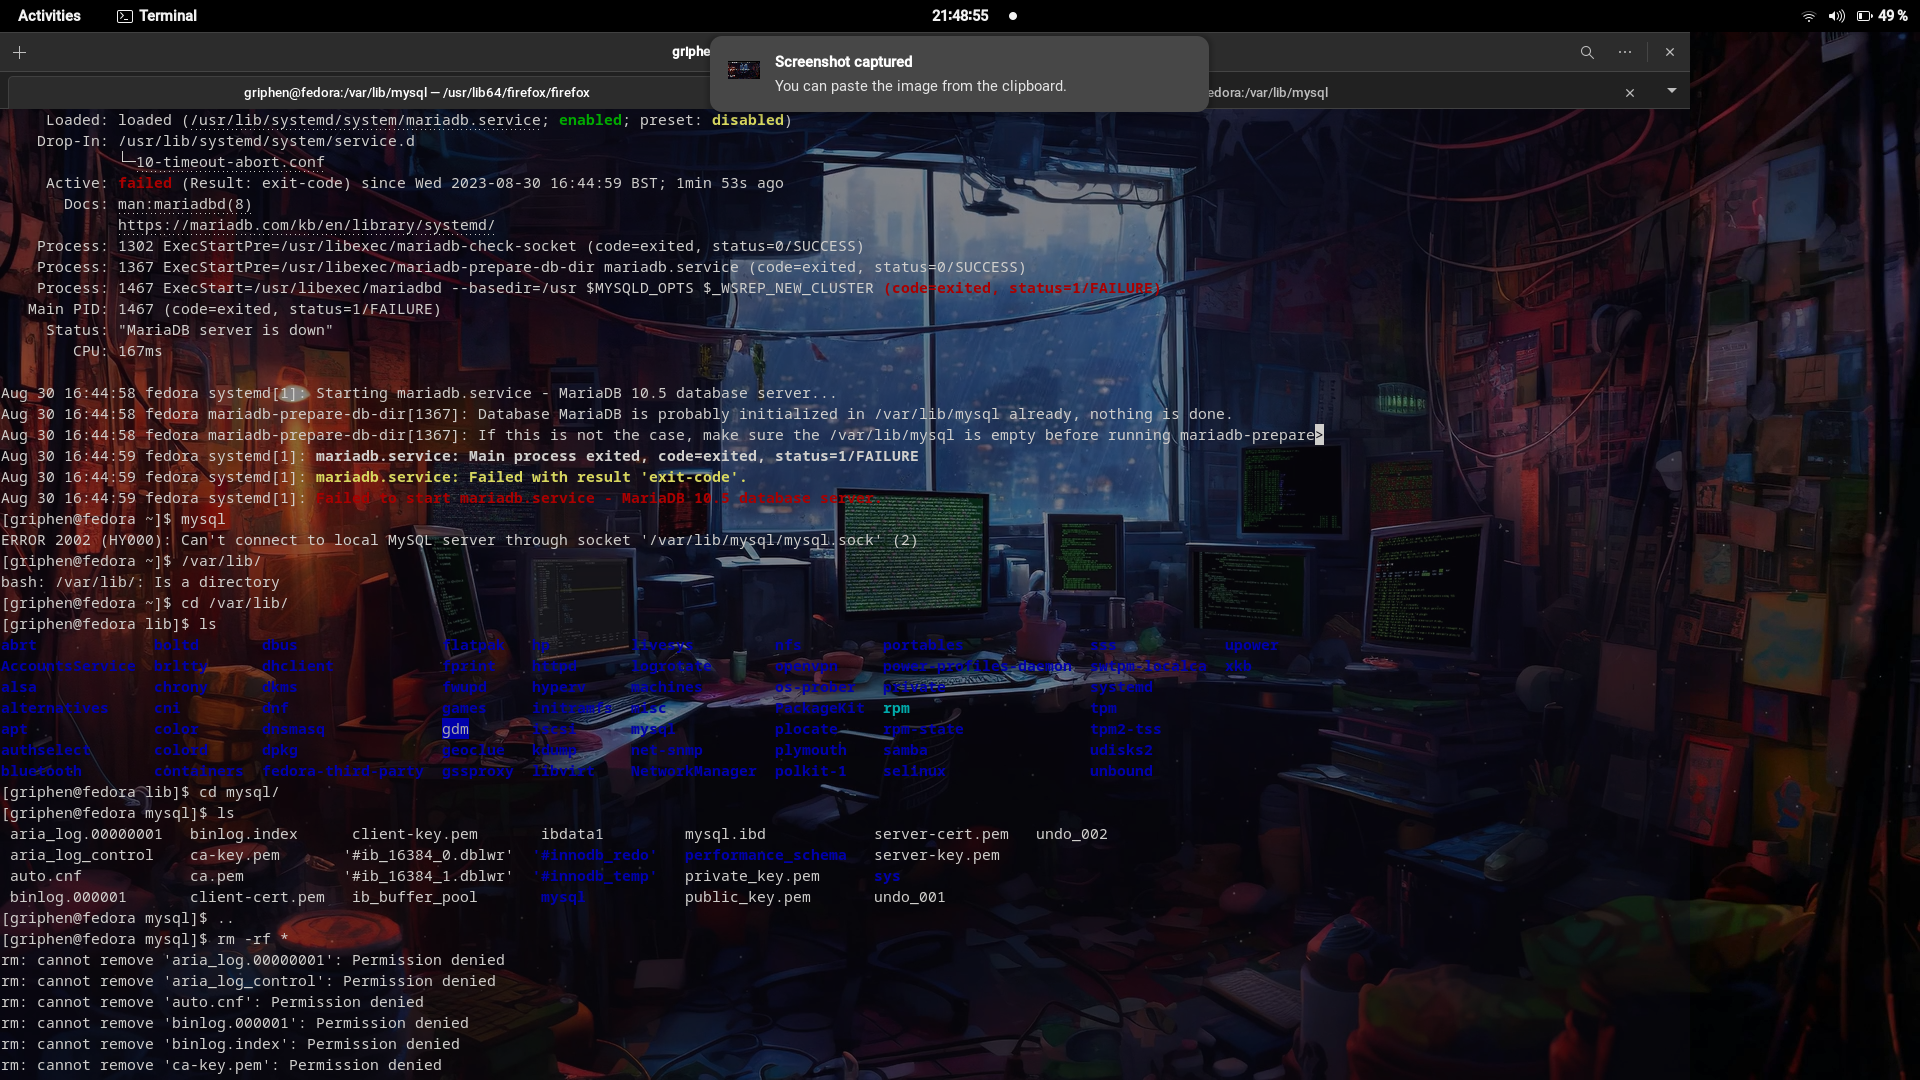 Activities Terminal 21:48:55 49 %
griphe
Screenshot captured
You can paste the image from the clipboard.
griphen@fedora:/var/lib/mysql — /usr/lib64/firefox/firefox
edora:/var/lib/mysql
Loaded: loaded (/usr/lib/systemd/system/mariadb.service; enabled; preset: disabled)
Drop-In: /usr/lib/systemd/system/service.d
└─10-timeout-abort.conf
Active: failed (Result: exit-code) since Wed 2023-08-30 16:44:59 BST; 1min 53s ago
Docs: man:mariadbd(8)
https://mariadb.com/kb/en/library/systemd/
Process: 1302 ExecStartPre=/usr/libexec/mariadb-check-socket (code=exited, status=0/SUCCESS)
Process: 1367 ExecStartPre=/usr/libexec/mariadb-prepare-db-dir mariadb.service (code=exited, status=0/SUCCESS)
Process: 1467 ExecStart=/usr/libexec/mariadbd --basedir=/usr $MYSQLD_OPTS $_WSREP_NEW_CLUSTER (code=exited, status=1/FAILURE)
Main PID: 1467 (code=exited, status=1/FAILURE)
Status: "MariaDB server is down"
CPU: 167ms
Aug 30 16:44:58 fedora systemd[1]: Starting mariadb.service - MariaDB 10.5 database server...
Aug 30 16:44:58 fedora mariadb-prepare-db-dir[1367]: Database MariaDB is probably initialized in /var/lib/mysql already, nothing is done.
Aug 30 16:44:58 fedora mariadb-prepare-db-dir[1367]: If this is not the case, make sure the /var/lib/mysql is empty before running mariadb-prepare>
Aug 30 16:44:59 fedora systemd[1]: mariadb.service: Main process exited, code=exited, status=1/FAILURE
Aug 30 16:44:59 fedora systemd[1]: mariadb.service: Failed with result 'exit-code'.
Aug 30 16:44:59 fedora systemd[1]: Failed to start mariadb.service - MariaDB 10.5 database server.
[griphen@fedora ~]$ mysql
ERROR 2002 (HY000): Can't connect to local MySQL server through socket '/var/lib/mysql/mysql.sock' (2)
[griphen@fedora ~]$ /var/lib/
bash: /var/lib/: Is a directory
[griphen@fedora ~]$ cd /var/lib/
[griphen@fedora lib]$ ls
abrt boltd dbus flatpak hp livesys nfs portables sss upower
AccountsService brltty dhclient fprint httpd logrotate openvpn power-profiles-daemon swtpm-localca xkb
alsa chrony dkms fwupd hyperv machines os-prober private systemd
alternatives cni dnf games initramfs misc PackageKit rpm tpm
apt color dnsmasq gdm iscsi mysql plocate rpm-state tpm2-tss
authselect colord dpkg geoclue kdump net-snmp plymouth samba udisks2
bluetooth containers fedora-third-party gssproxy libvirt NetworkManager polkit-1 selinux unbound
[griphen@fedora lib]$ cd mysql/
[griphen@fedora mysql]$ ls
aria_log.00000001 binlog.index client-key.pem ibdata1 mysql.ibd server-cert.pem undo_002
aria_log_control ca-key.pem '#ib_16384_0.dblwr' '#innodb_redo' performance_schema server-key.pem
auto.cnf ca.pem '#ib_16384_1.dblwr' '#innodb_temp' private_key.pem sys
binlog.000001 client-cert.pem ib_buffer_pool mysql public_key.pem undo_001
[griphen@fedora mysql]$ ..
[griphen@fedora mysql]$ rm -rf *
rm: cannot remove 'aria_log.00000001': Permission denied
rm: cannot remove 'aria_log_control': Permission denied
rm: cannot remove 'auto.cnf': Permission denied
rm: cannot remove 'binlog.000001': Permission denied
rm: cannot remove 'binlog.index': Permission denied
rm: cannot remove 'ca-key.pem': Permission denied